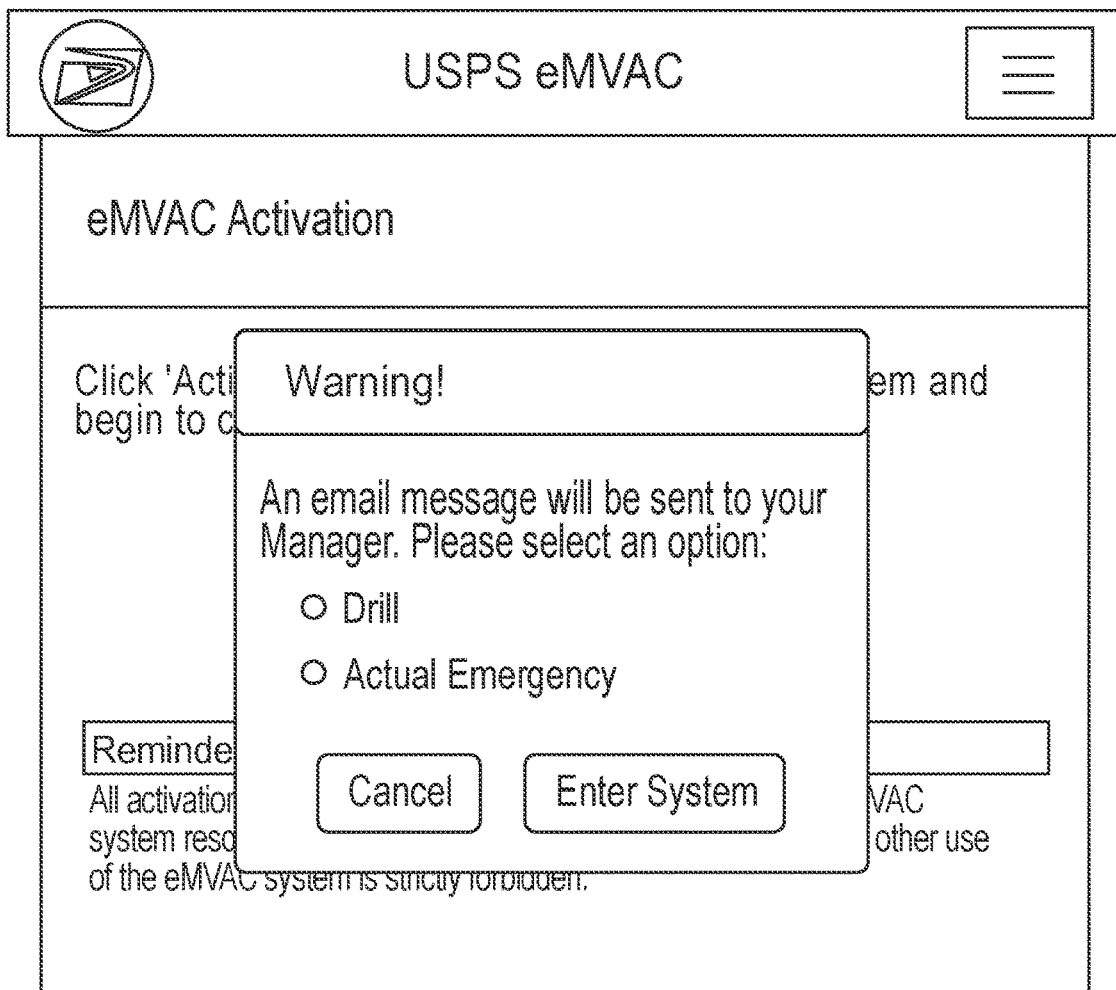 USPS eMVAC
eMVAC Activation
Click 'Acti
em and
begin to c
Warning!
An email message will be sent to your
Manager. Please select an option:
Drill
Actual Emergency
Cancel
Enter System
Reminde
All activation
VAC
system reso
other use
of the eMVAC system is strictly forbidden.